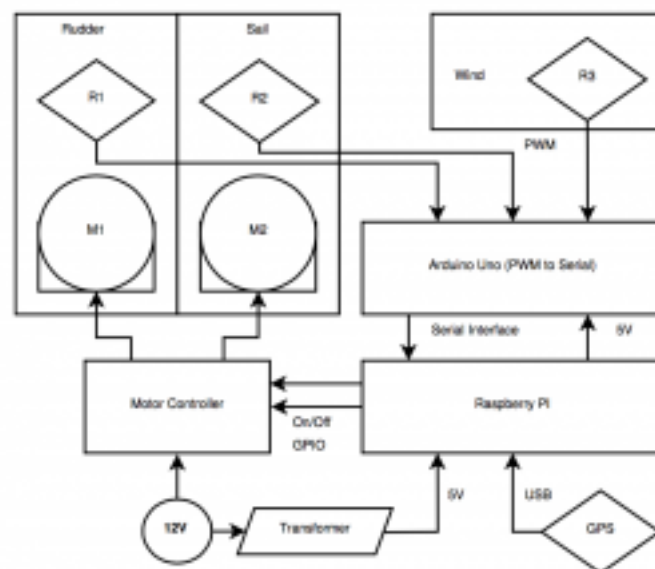 Rudder
Sail
Wind
R1
R2
R3
PWM
M1
M2
Arduino Uno (PWM to Serial)
Serial Interface
5V
Motor Controller
Raspberry PI
On/Off
GPIO
5V
USB
12V
Transformer
GPS